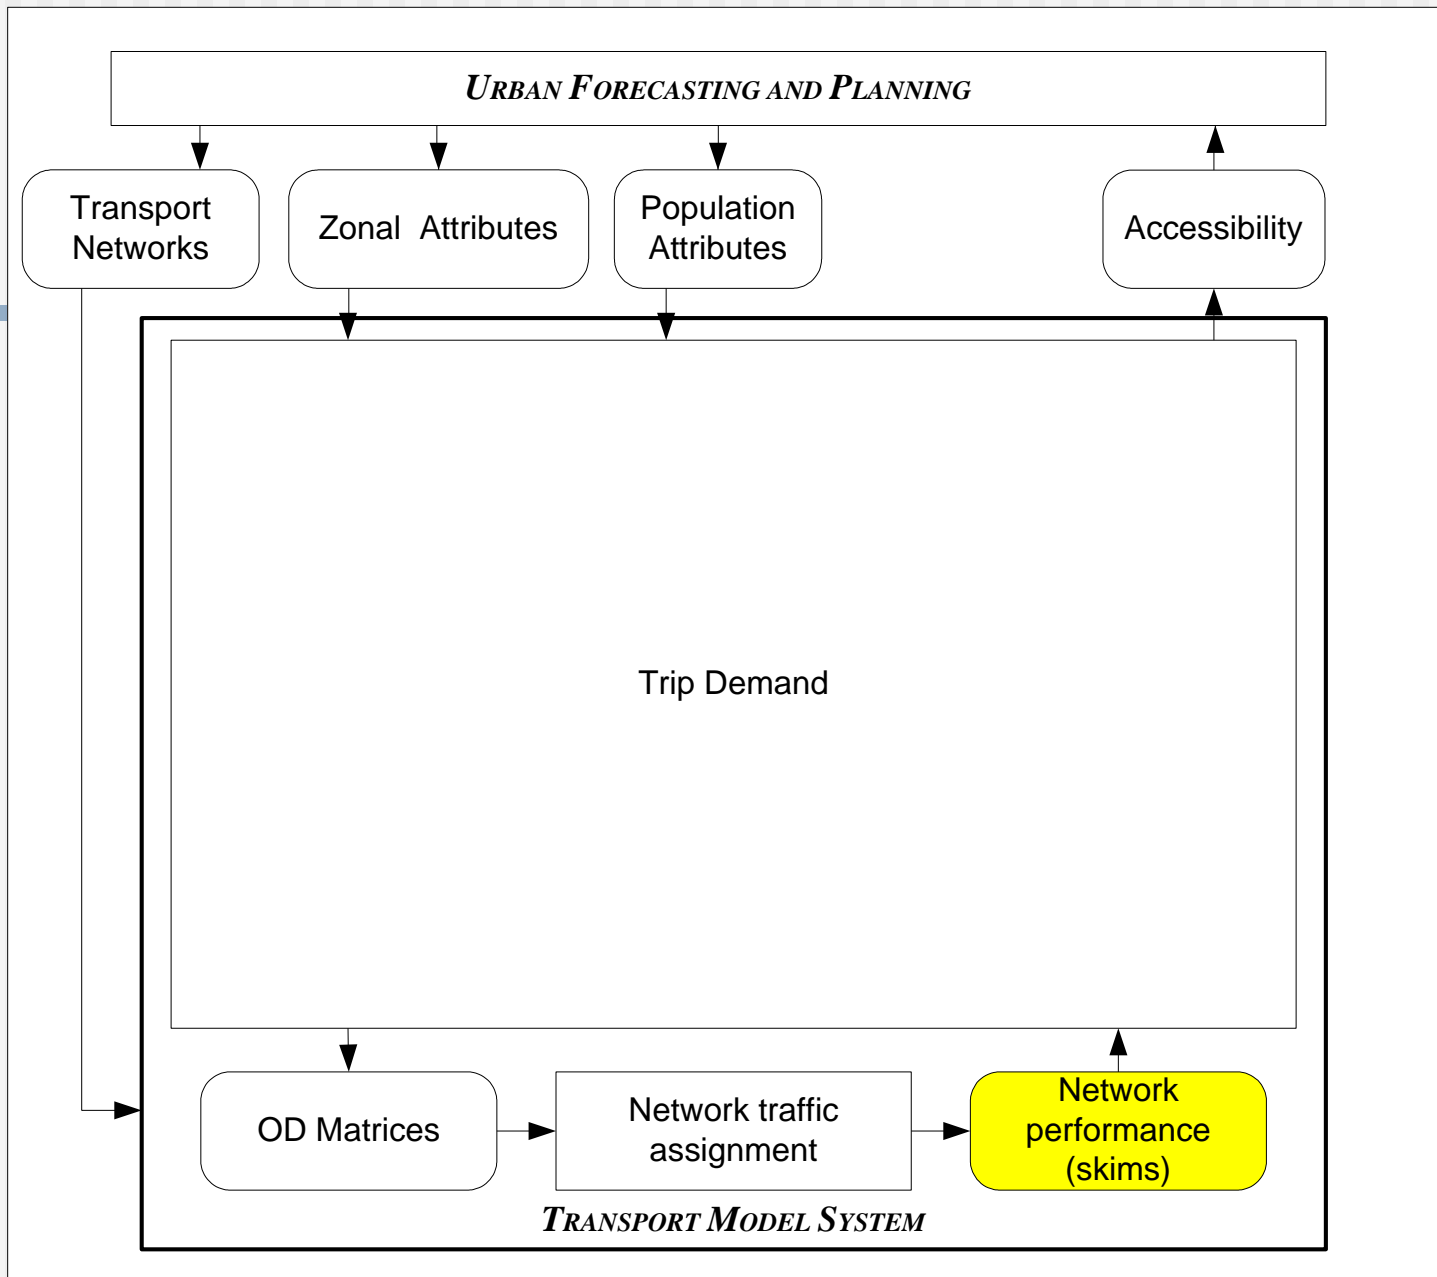 URBAN FORECASTING AND PLANNING
Transport
Networks
Zonal Attributes
Population
Attributes
Accessibility
Trip Demand
OD Matrices
Network traffic
assignment
Network
performance
(skims)
TRANSPORT MODEL SYSTEM